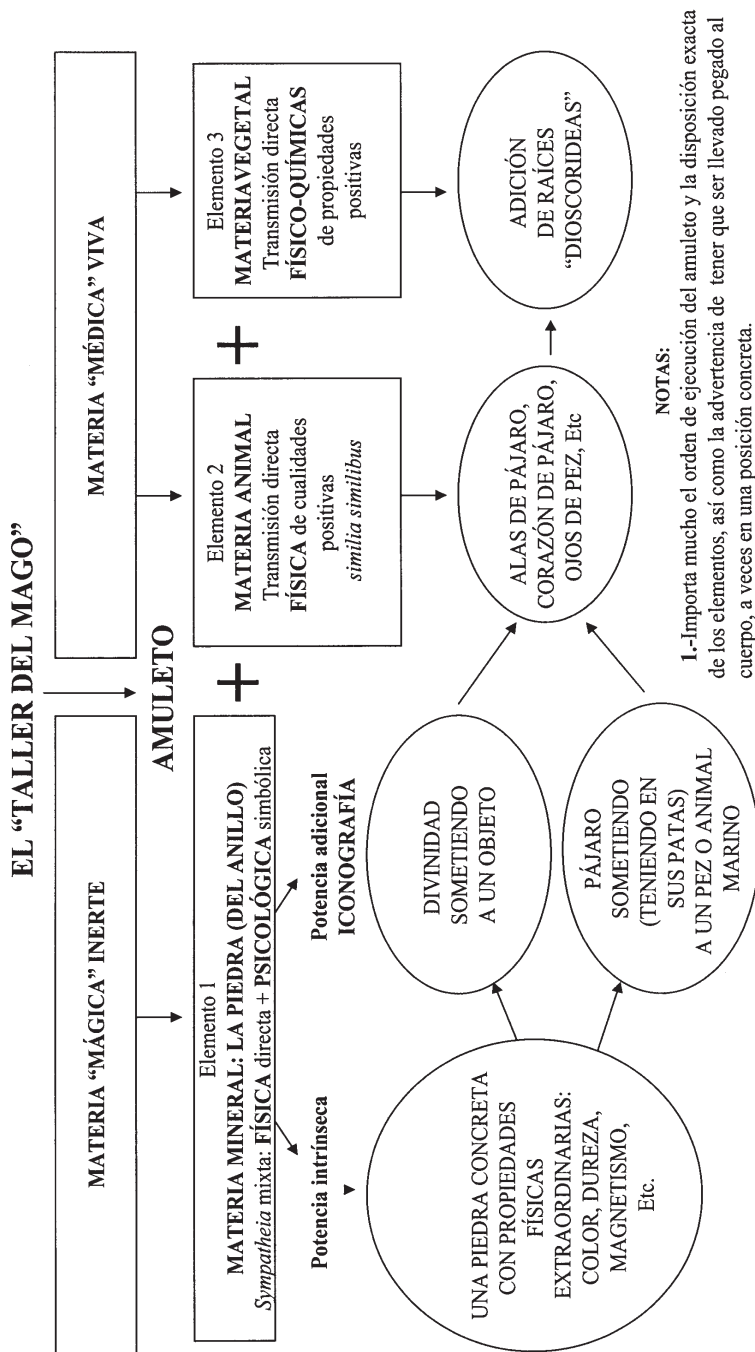 EL “TALLER DEL MAGO”
AMULETO
MATERIA “MÁGICA” INERTE
MATERIA “MÉDICA” VIVA
Elemento 1
MATERIA MINERAL: LA PIEDRA (DEL ANILLO)
Sympatheia mixta: FÍSICA directa + PSICOLÓGICA simbólica
+
Elemento 2
MATERIA ANIMAL
Transmisión directa
FÍSICA de cualidades
positivas
similia similibus
+
Elemento 3
MATERIAVEGETAL
Transmisión directa
FÍSICO-QUÍMICAS
de propiedades
positivas
Potencia intrínseca
Potencia adicional
ICONOGRAFÍA
UNA PIEDRA CONCRETA
CON PROPIEDADES
FÍSICAS
EXTRAORDINARIAS:
COLOR, DUREZA,
MAGNETISMO,
Etc.
DIVINIDAD
SOMETIENDO
A UN OBJETO
PÁJARO
SOMETIENDO
(TENIENDO EN
SUS PATAS)
A UN PEZ O ANIMAL
MARINO
ALAS DE PÁJARO,
CORAZÓN DE PÁJARO,
OJOS DE PEZ, Etc
ADICIÓN
DE RAÍCES
“DIOSCORIDEAS”
NOTAS:
1.-Importa mucho el orden de ejecución del amuleto y la disposición exacta
de los elementos, así como la advertencia de tener que ser llevado pegado al
cuerpo, a veces en una posición concreta.